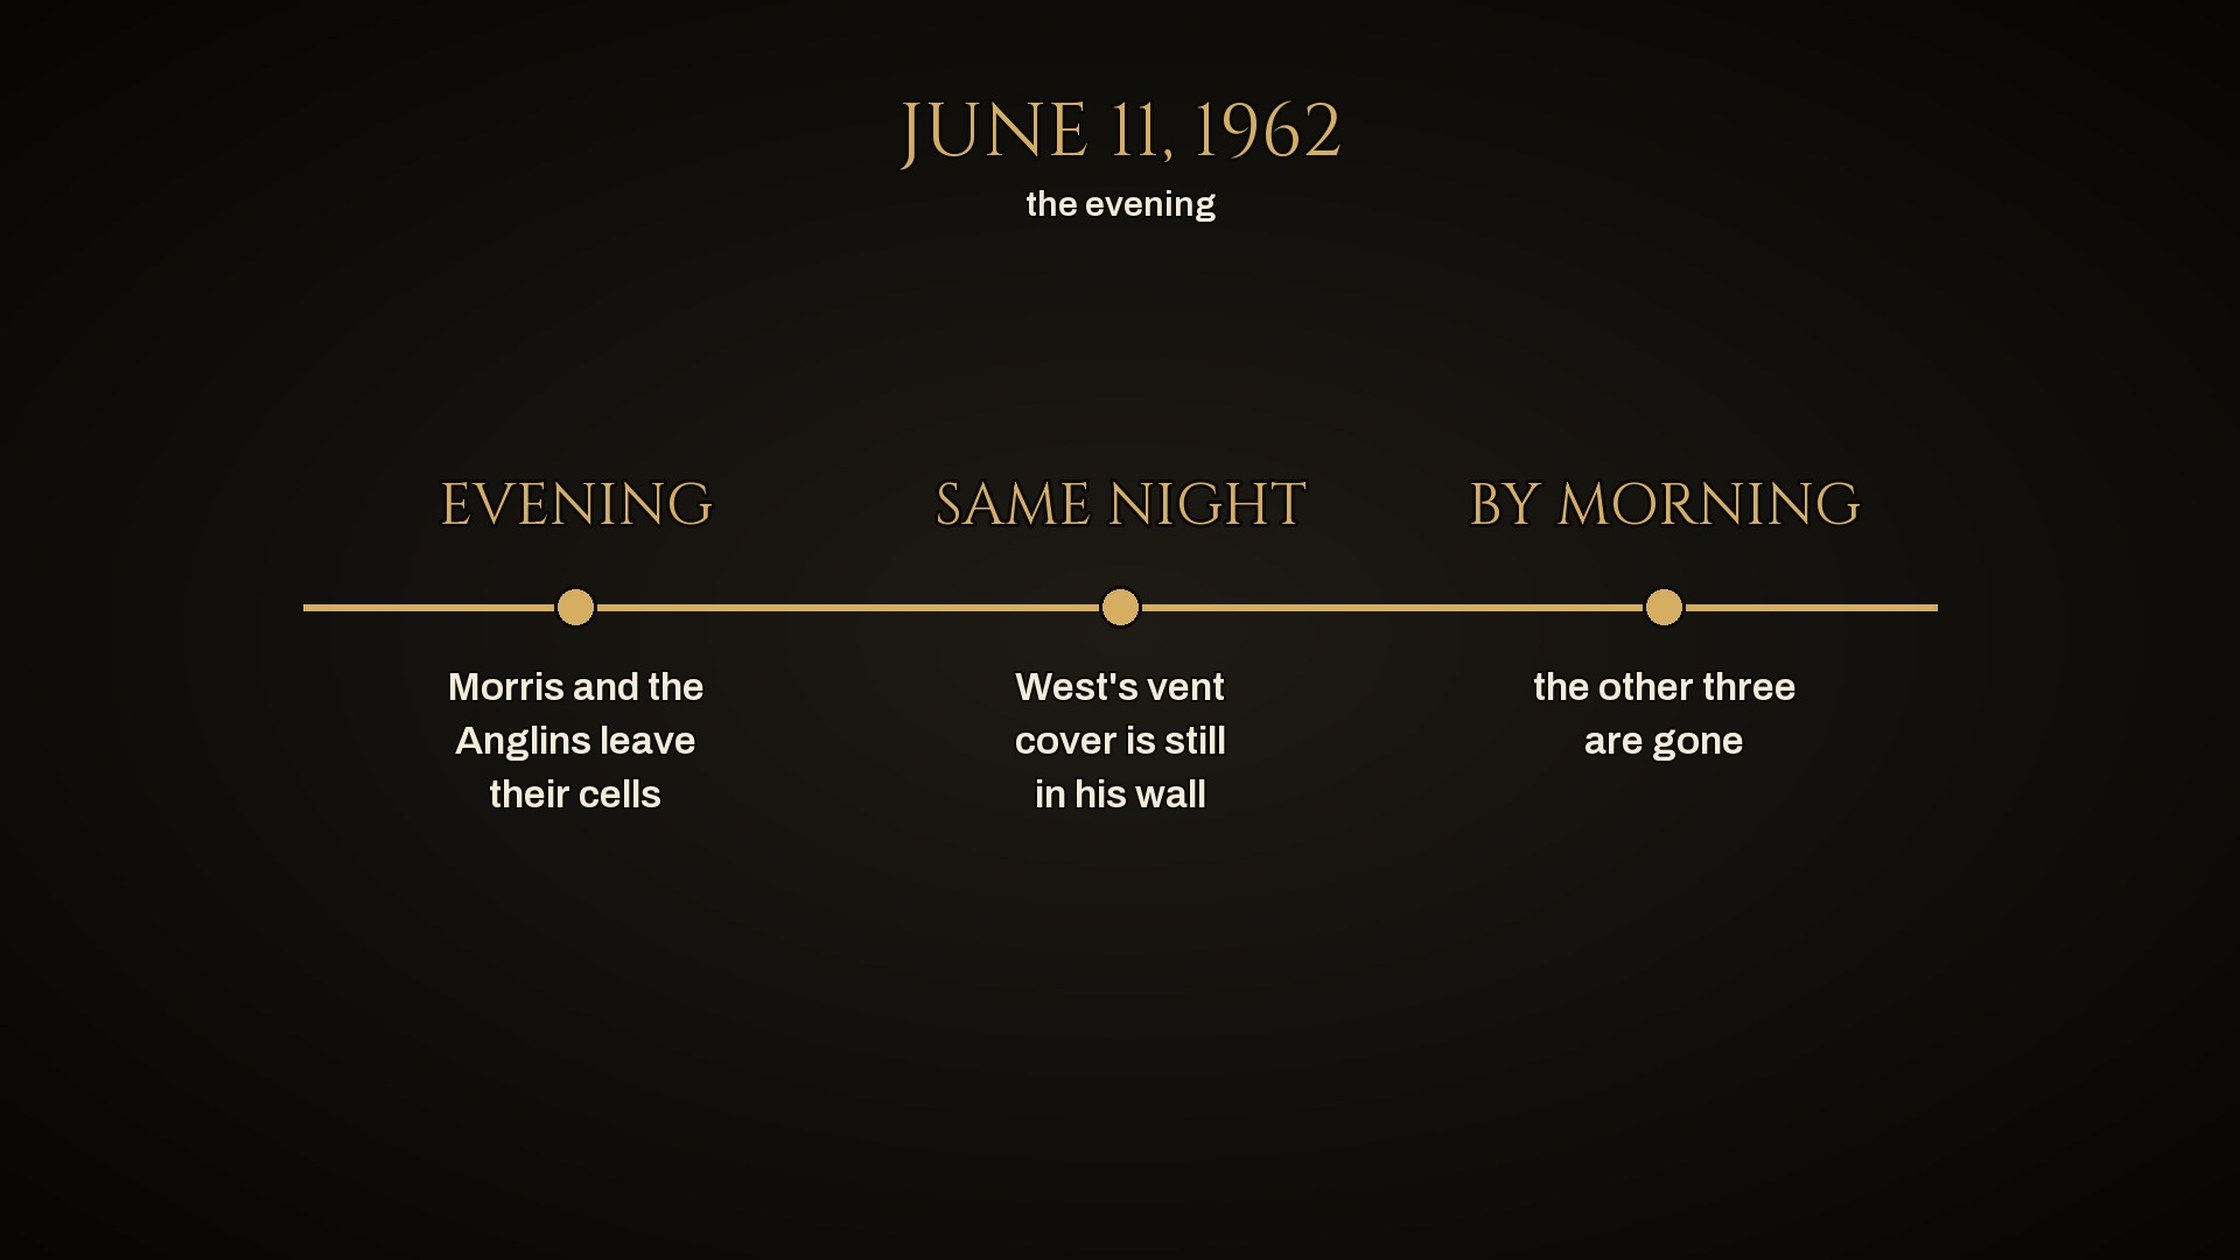 JUNE 11, 1962
the evening
EVENING
Morris and the
Anglins leave
their cells
SAME NIGHT
West's vent
cover is still
in his wall
BY MORNING
the other three
are gone